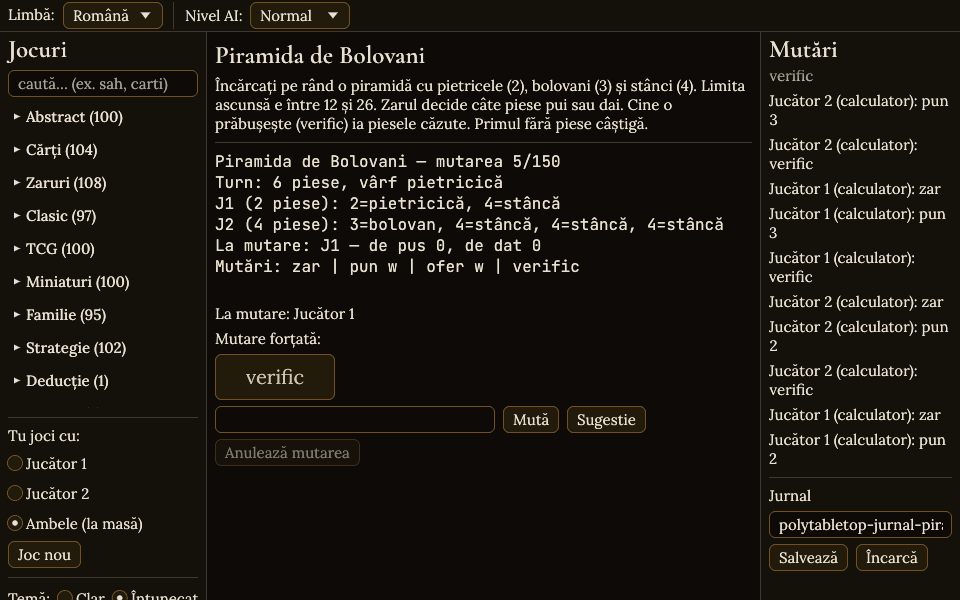 Limbă: Română ▼ Nivel AI: Normal ▼
Jocuri
caută... (ex. sah, carti)
▸ Abstract (100)
▸ Cărți (104)
▸ Zaruri (108)
▸ Clasic (97)
▸ TCG (100)
▸ Miniaturi (100)
▸ Familie (95)
▸ Strategie (102)
▸ Deducție (1)
Tu joci cu:
Jucător 1
Jucător 2
Ambele (la masă)
Joc nou
Temă: Clar Întunecat
Piramida de Bolovani
Încărcați pe rând o piramidă cu pietricele (2), bolovani (3) și stânci (4). Limita
ascunsă e între 12 și 26. Zarul decide câte piese pui sau dai. Cine o
prăbușește (verific) ia piesele căzute. Primul fără piese câștigă.
Piramida de Bolovani — mutarea 5/150
Turn: 6 piese, vârf pietricică
J1 (2 piese): 2=pietricică, 4=stâncă
J2 (4 piese): 3=bolovan, 4=stâncă, 4=stâncă, 4=stâncă
La mutare: J1 — de pus 0, de dat 0
Mutări: zar | pun w | ofer w | verific
La mutare: Jucător 1
Mutare forțată:
verific
Mută Sugestie
Anulează mutarea
Mutări
verific
Jucător 2 (calculator): pun
3
Jucător 2 (calculator):
verific
Jucător 1 (calculator): zar
Jucător 1 (calculator): pun
3
Jucător 1 (calculator):
verific
Jucător 2 (calculator): zar
Jucător 2 (calculator): pun
2
Jucător 2 (calculator):
verific
Jucător 1 (calculator): zar
Jucător 1 (calculator): pun
2
Jurnal
polytabletop-jurnal-pir
Salvează Încarcă